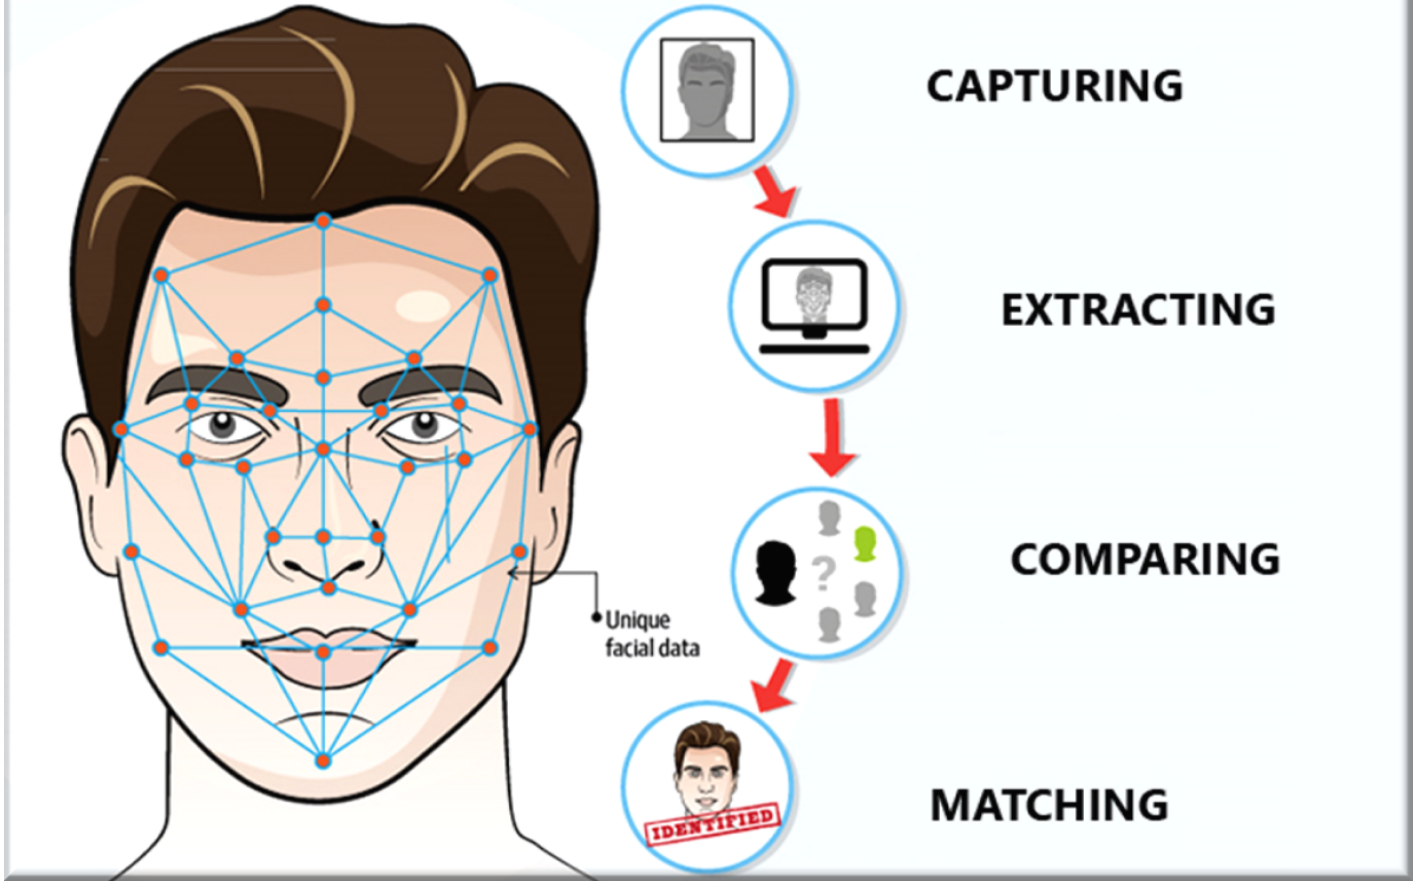 CAPTURING
EXTRACTING
COMPARING
?
Unique
facial data
MATCHING
IDENTIFIED